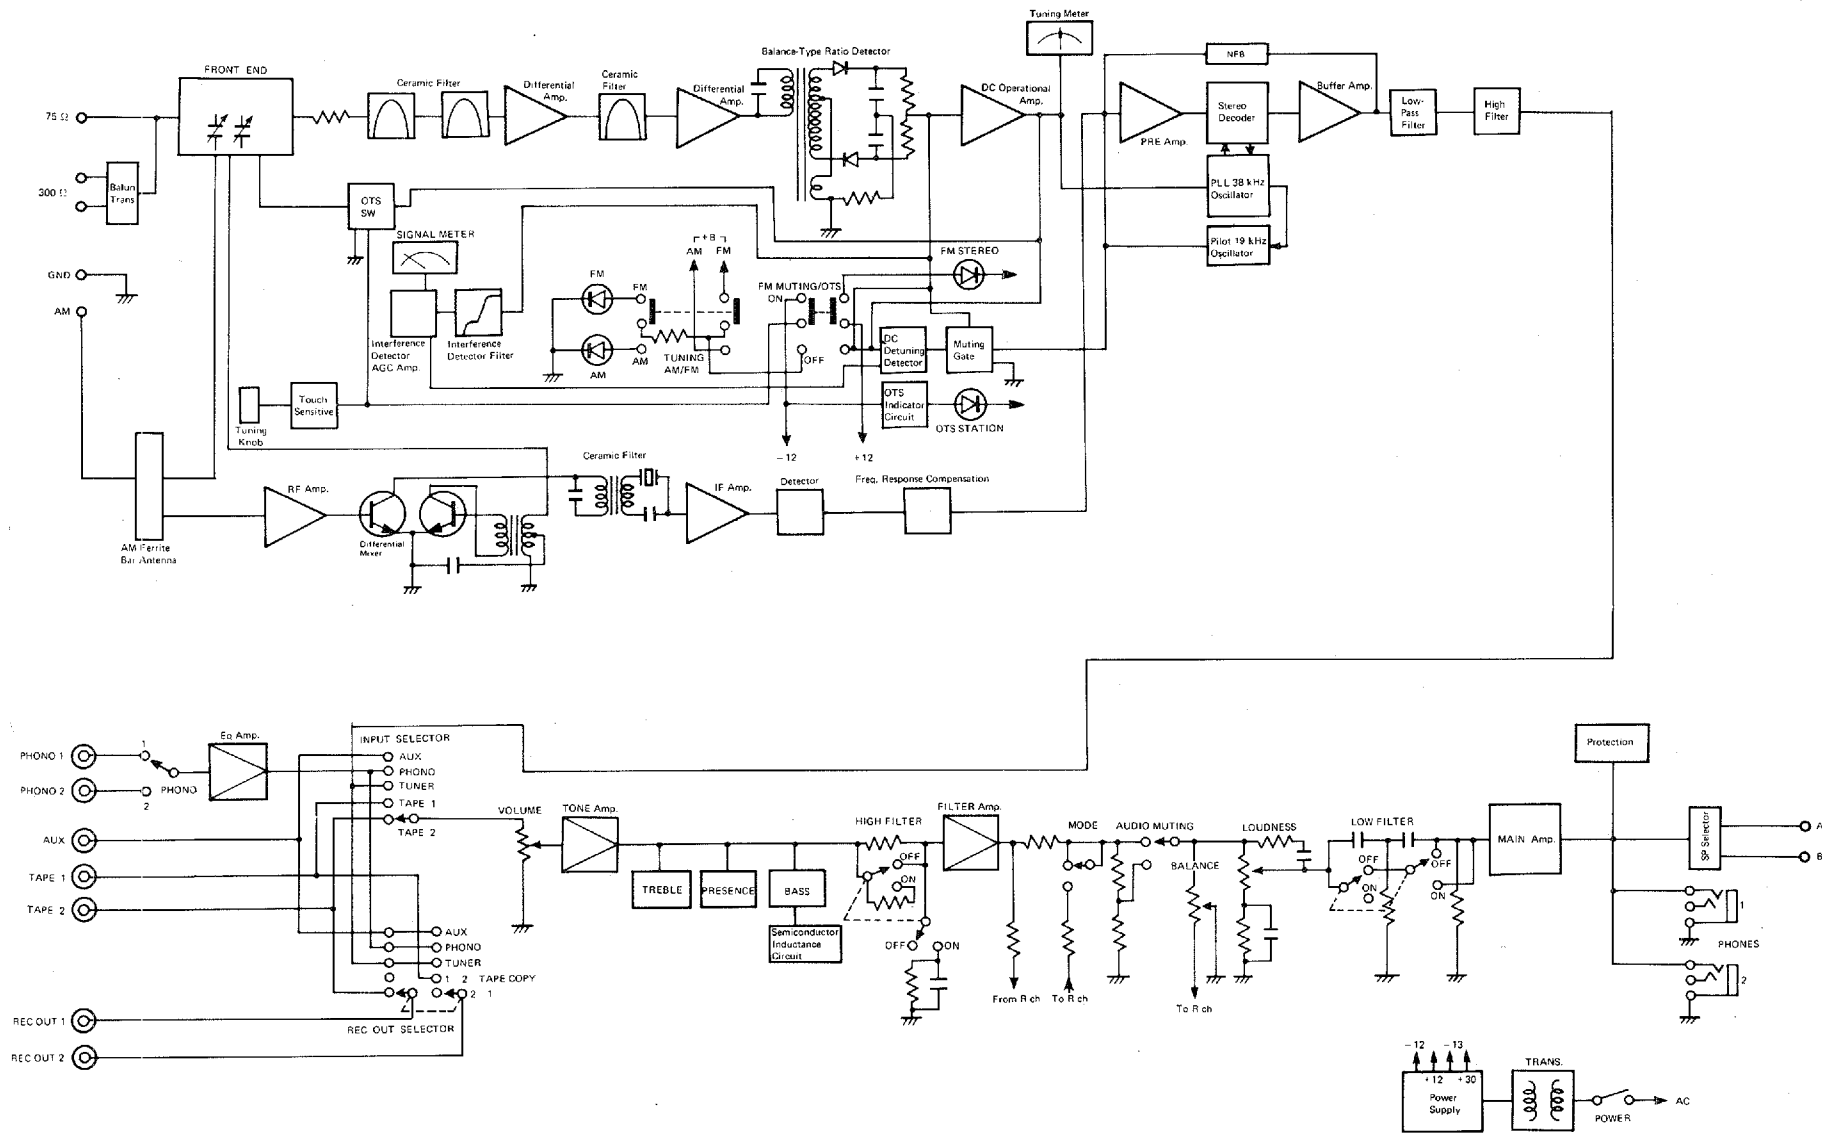 Tuning Meter
FRONT END
Ceramic Filter
Differential
Amp.
Ceramic
Filter
Differential
Amp.
Balance-Type Ratio Detector
DC Operational
Amp.
NFB
PRE Amp.
Stereo
Decoder
Buffer Amp.
Low-
Pass
Filter
High
Filter
75 Ω
300 Ω
Balun
Trans
OTS
SW
PLL 38 kHz
Oscillator
Pilot 19 kHz
Oscillator
SIGNAL METER
+B
AM FM
FM STEREO
GND
AM
FM
FM
FM MUTING/OTS
ON
Interference
Detector
AGC Amp.
Interference
Detector Filter
AM
AM
TUNING
AM/FM
OFF
DC
Detuning
Detector
Muting
Gate
Tuning
Knob
Touch
Sensitive
OTS
Indicator
Circuit
OTS STATION
-12
+12
AM Ferrite
Bar Antenna
RF Amp.
Differential
Mixer
Ceramic Filter
IF Amp.
Detector
Freq. Response Compensation
PHONO 1
PHONO 2
1
2
PHONO
Eq Amp.
INPUT SELECTOR
AUX
PHONO
TUNER
TAPE 1
TAPE 2
AUX
TAPE 1
TAPE 2
VOLUME
TONE Amp.
TREBLE
PRESENCE
BASS
Semiconductor
Inductance
Circuit
HIGH FILTER
OFF
ON
OFF
ON
FILTER Amp.
From R ch
MODE
To R ch
AUDIO MUTING
BALANCE
To R ch
LOUDNESS
LOW FILTER
OFF
ON
OFF
ON
MAIN Amp.
Protection
SP Selector
A
B
1
PHONES
2
AUX
PHONO
TUNER
1 2 TAPE COPY
2 1
REC OUT SELECTOR
REC OUT 1
REC OUT 2
-12 -13
+12 +30
Power
Supply
TRANS.
POWER
AC